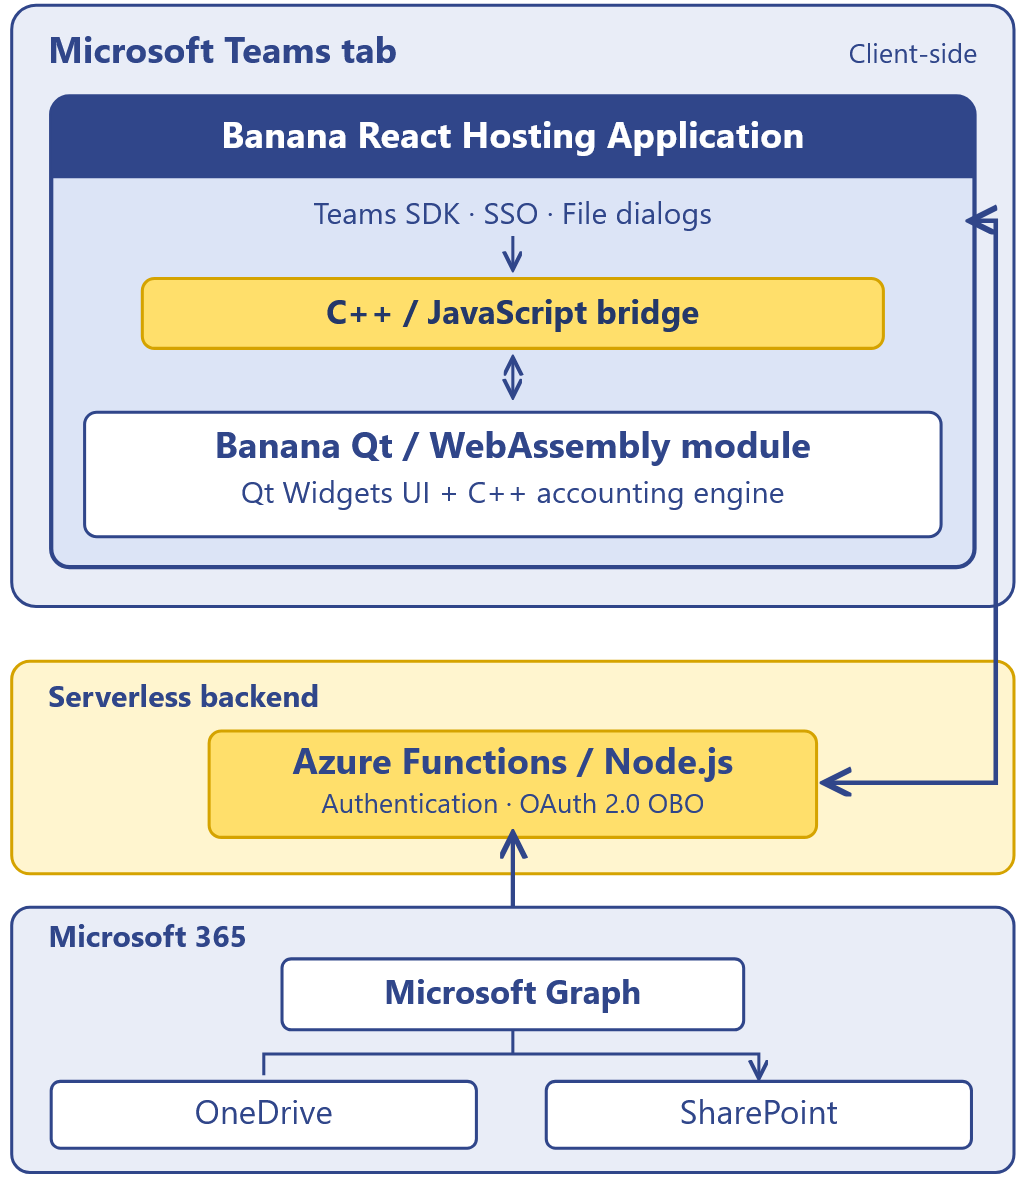 Microsoft Teams tab
Client-side
Banana React Hosting Application
Teams SDK · SSO · File dialogs
C++ / JavaScript bridge
Banana Qt / WebAssembly module
Qt Widgets UI + C++ accounting engine
Serverless backend
Azure Functions / Node.js
Authentication · OAuth 2.0 OBO
Microsoft 365
Microsoft Graph
OneDrive
SharePoint